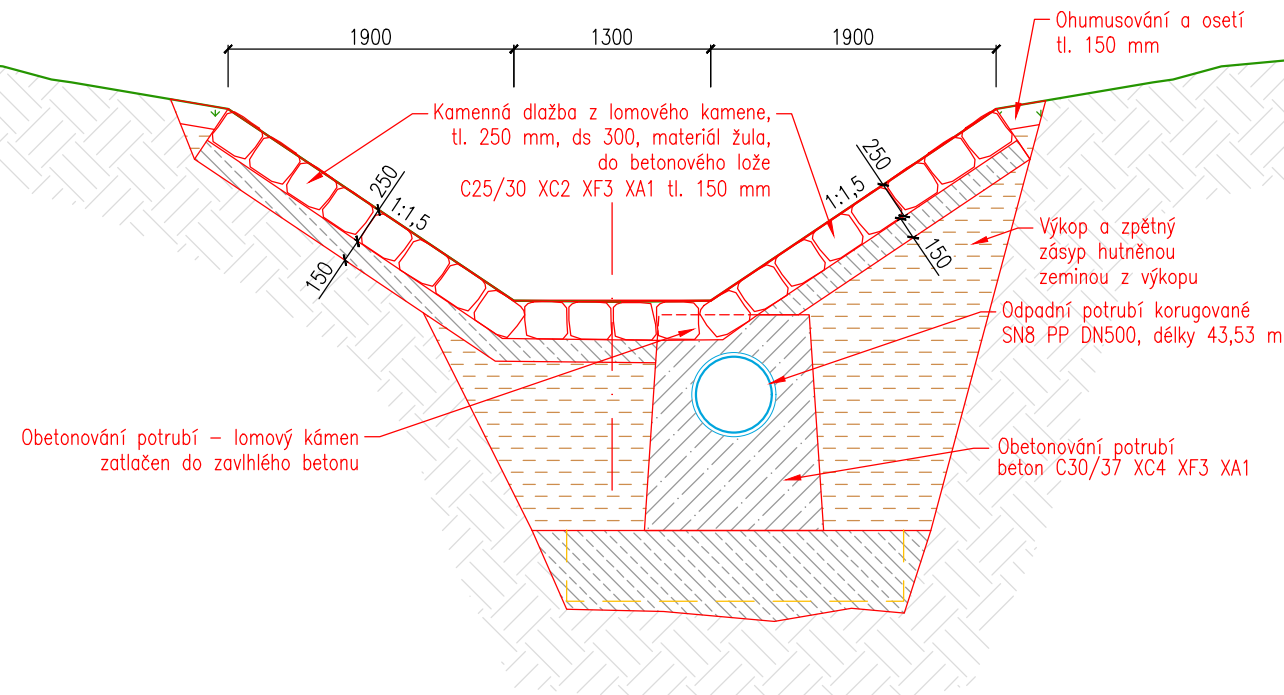 1900
1300
1900
Ohumusování a osetí
tl. 150 mm
Kamenná dlažba z lomového kamene,
tl. 250 mm, ds 300, materiál žula,
do betonového lože
C25/30 XC2 XF3 XA1 tl. 150 mm
250
1:1,5
150
250
1:1,5
150
Výkop a zpětný
zásyp hutněnou
zeminou z výkopu
Odpadní potrubí korugované
SN8 PP DN500, délky 43,53 m
Obetonování potrubí – lomový kámen
zatlačen do zavlhlého betonu
Obetonování potrubí
beton C30/37 XC4 XF3 XA1